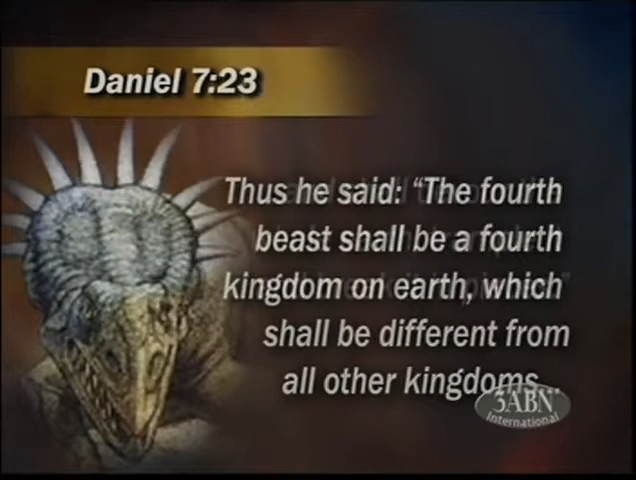 Daniel 7:23
Thus he said: “The fourth
beast shall be a fourth
kingdom on earth, which
shall be different from
all other kingdoms...
3ABN
International